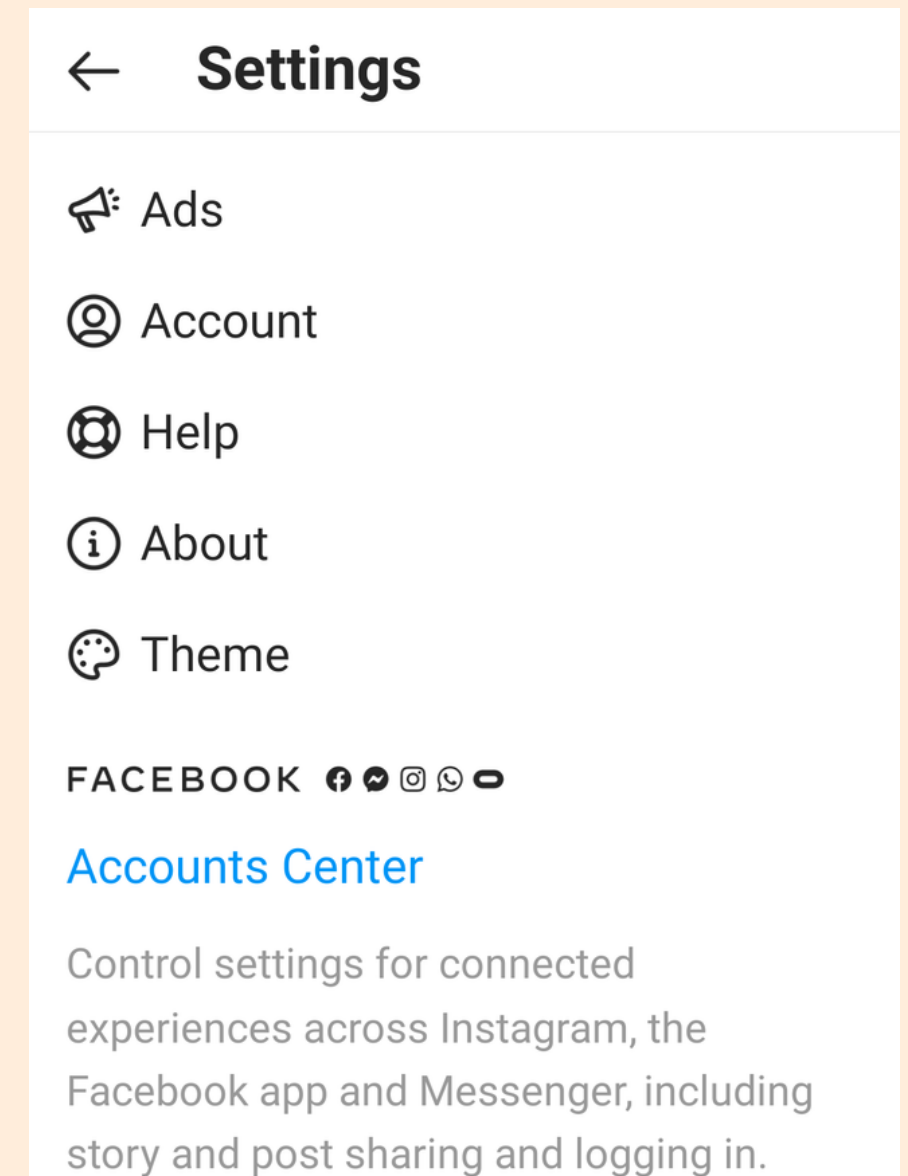 Settings
Ads
Account
Help
About
Theme
FACEBOOK
Accounts Center
Control settings for connected
experiences across Instagram, the
Facebook app and Messenger, including
story and post sharing and logging in.